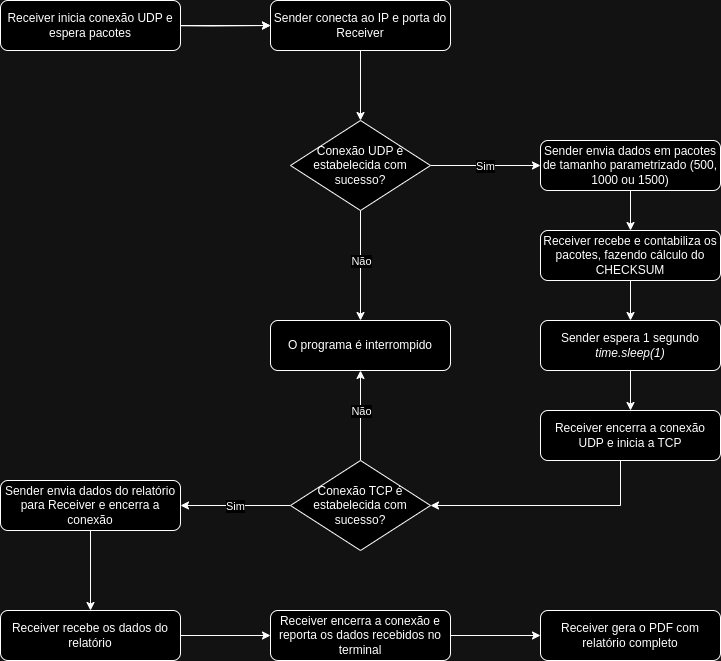 Receiver inicia conexão UDP e
espera pacotes
Sender conecta ao IP e porta do
Receiver
Conexão UDP é
estabelecida com
sucesso?
Sim
Sender envia dados em pacotes
de tamanho parametrizado (500,
1000 ou 1500)
Receiver recebe e contabiliza os
pacotes, fazendo cálculo do
CHECKSUM
Não
O programa é interrompido
Sender espera 1 segundo
time.sleep(1)
Não
Receiver encerra a conexão
UDP e inicia a TCP
Conexão TCP é
estabelecida com
sucesso?
Sim
Sender envia dados do relatório
para Receiver e encerra a
conexão
Receiver recebe os dados do
relatório
Receiver encerra a conexão e
reporta os dados recebidos no
terminal
Receiver gera o PDF com
relatório completo